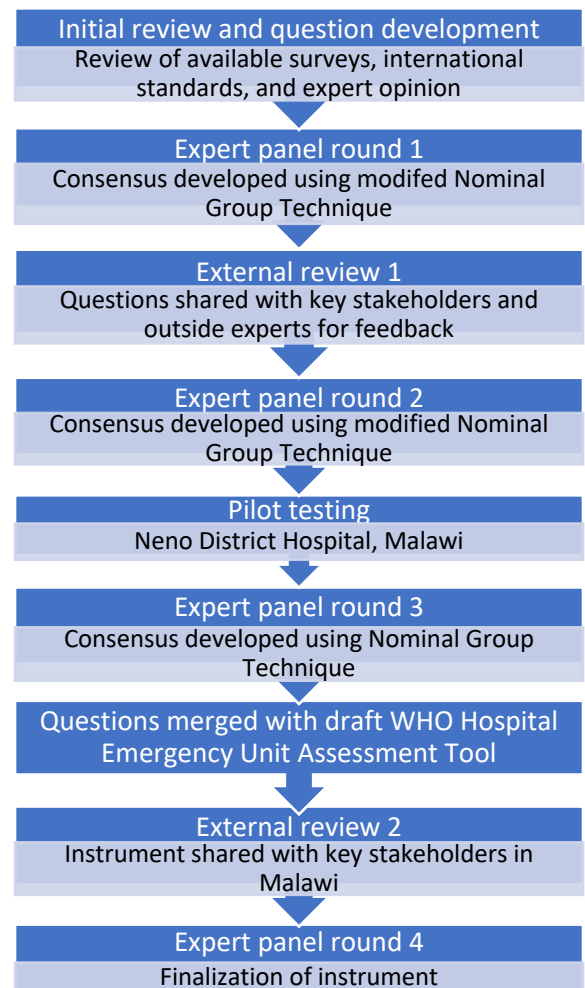 Initial review and question development
Review of available surveys, international
standards, and expert opinion
Expert panel round 1
Consensus developed using modifed Nominal
Group Technique
External review 1
Questions shared with key stakeholders and
outside experts for feedback
Expert panel round 2
Consensus developed using modified Nominal
Group Technique
Pilot testing
Neno District Hospital, Malawi
Expert panel round 3
Consensus developed using Nominal Group
Technique
Questions merged with draft WHO Hospital
Emergency Unit Assessment Tool
External review 2
Instrument shared with key stakeholders in
Malawi
Expert panel round 4
Finalization of instrument